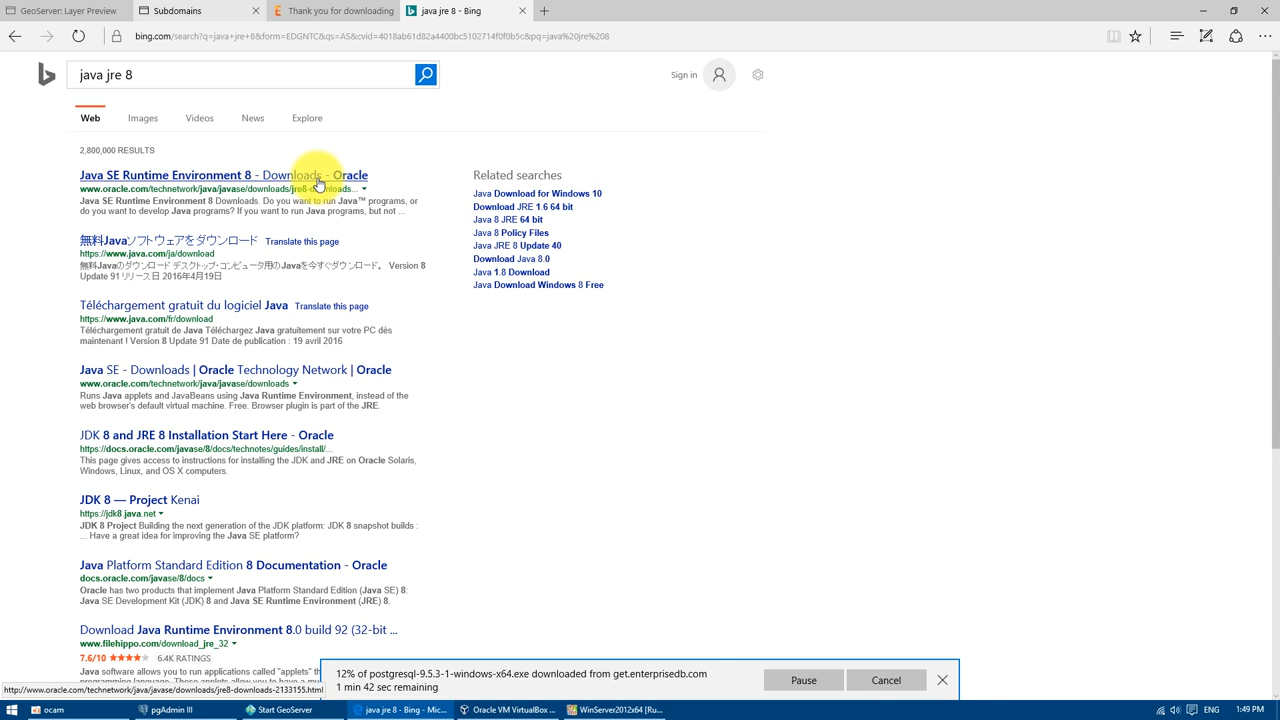 GeoServer Layer Preview
Subdomains
Thank you for downloading
java jre 8 - Bing
bing.com/search?q=java+jre+8&form=EDGNTC&qs=AS&cvid=4018ab61d82a4400bc5102714f0f0b5c&pq=java%20jre%208
java jre 8
Sign in
Web
Images
Videos
News
Explore
2,800,000 RESULTS
Java SE Runtime Environment 8 - Downloads - Oracle
www.oracle.com/technetwork/java/javase/downloads/jre8-downloads...
Java SE Runtime Environment 8 Downloads. Do you want to run Java™ programs, or
do you want to develop Java programs? If you want to run Java programs, but not ...
無料Javaソフトウェアをダウンロード Translate this page
https://www.java.com/ja/download
無料Javaのダウンロード デスクトップ・コンピュータ用のJavaを今すぐダウンロード。 Version 8
Update 91 リリース日 2016年4月19日
Téléchargement gratuit du logiciel Java Translate this page
https://www.java.com/fr/download
Téléchargement gratuit de Java Téléchargez Java gratuitement sur votre PC dès
maintenant ! Version 8 Update 91 Date de publication : 19 avril 2016
Java SE - Downloads | Oracle Technology Network | Oracle
www.oracle.com/technetwork/java/javase/downloads
Runs Java applets and JavaBeans using Java Runtime Environment, instead of the
web browser's default virtual machine. Free. Browser plugin is part of the JRE.
JDK 8 and JRE 8 Installation Start Here - Oracle
https://docs.oracle.com/javase/8/docs/technotes/guides/install/...
This page gives access to instructions for installing the JDK and JRE on Oracle Solaris,
Windows, Linux, and OS X computers.
JDK 8 — Project Kenai
https://jdk8.java.net
JDK 8 Project Building the next generation of the JDK platform: JDK 8 snapshot builds :
... Have a great idea for improving the Java SE platform?
Java Platform Standard Edition 8 Documentation - Oracle
docs.oracle.com/javase/8/docs
Oracle has two products that implement Java Platform Standard Edition (Java SE) 8:
Java SE Development Kit (JDK) 8 and Java SE Runtime Environment (JRE) 8.
Download Java Runtime Environment 8.0 build 92 (32-bit ...
www.filehippo.com/download_jre_32
7.6/10 6.4K RATINGS
Java software allows you to run applications called "applets" th
Related searches
Java Download for Windows 10
Download JRE 1.6 64 bit
Java 8 JRE 64 bit
Java 8 Policy Files
Java JRE 8 Update 40
Download Java 8.0
Java 1.8 Download
Java Download Windows 8 Free
12% of postgresql-9.5.3-1-windows-x64.exe downloaded from get.enterprisedb.com
1 min 42 sec remaining
Pause
Cancel
http://www.oracle.com/technetwork/java/javase/downloads/jre8-downloads-2133155.html
ocam
pgAdmin III
Start GeoServer
java jre 8 - Bing - Mic...
Oracle VM VirtualBox ...
WinServer2012x64 [Ru...
ENG
1:49 PM